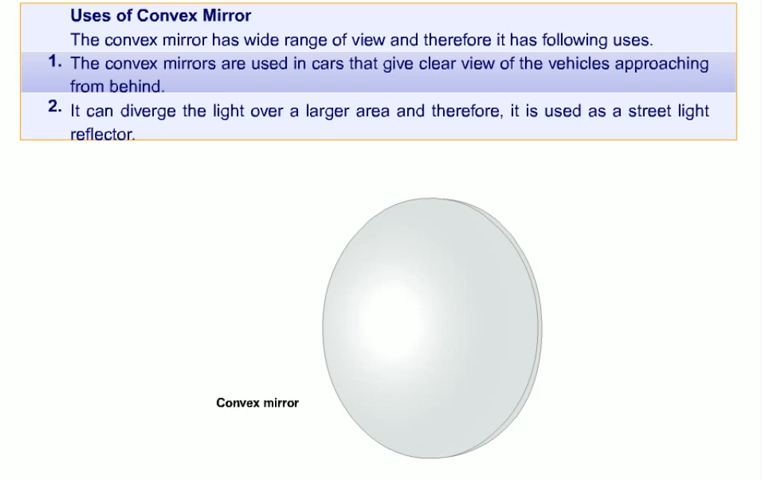 Uses of Convex Mirror
The convex mirror has wide range of view and therefore it has following uses.
1. The convex mirrors are used in cars that give clear view of the vehicles approaching
from behind.
2. It can diverge the light over a larger area and therefore, it is used as a street light
reflector.
Convex mirror